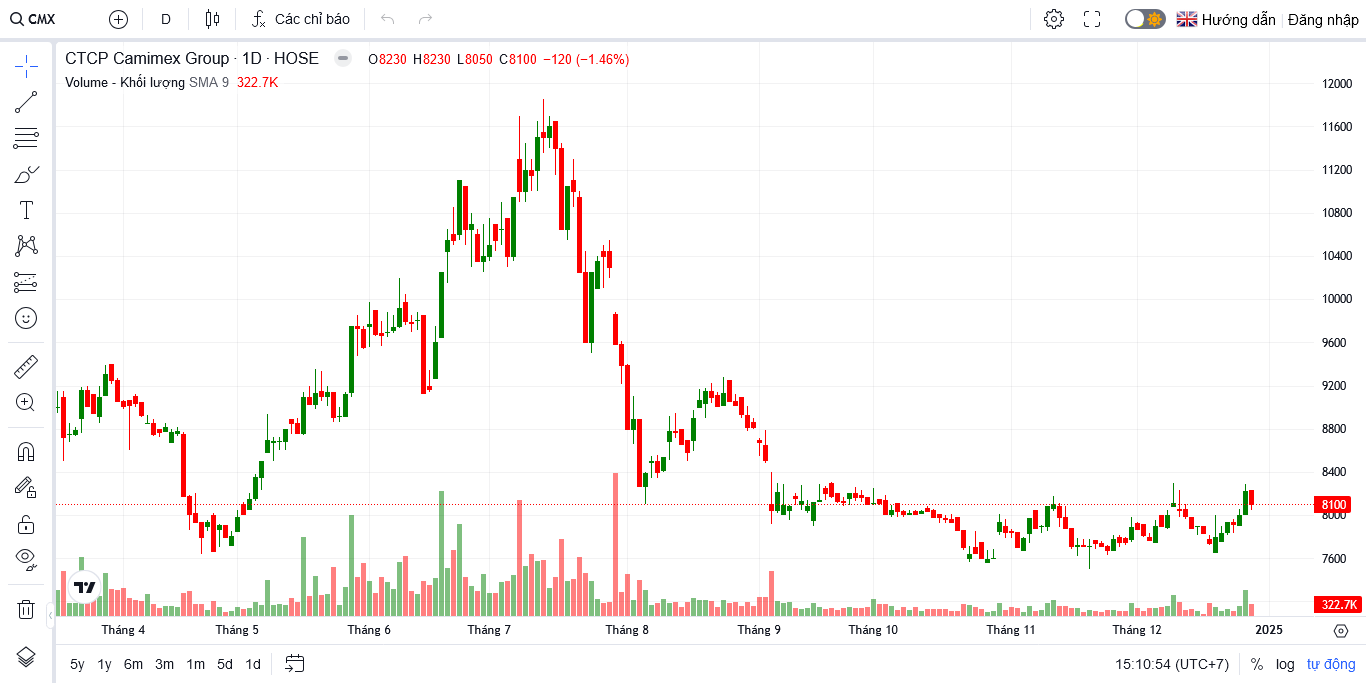 CMX D Các chỉ báo Hướng dẫn Đăng nhập
CTCP Camimex Group · 1D · HOSE O8230 H8230 L8050 C8100 −120 (−1.46%)
Volume - Khối lượng SMA 9 322.7K
12000
11600
11200
10800
10400
10000
9600
9200
8800
8400
8100
8000
7600
322.7K
Tháng 4 Tháng 5 Tháng 6 Tháng 7 Tháng 8 Tháng 9 Tháng 10 Tháng 11 Tháng 12 2025
5y 1y 6m 3m 1m 5d 1d 15:10:54 (UTC+7) % log tự động